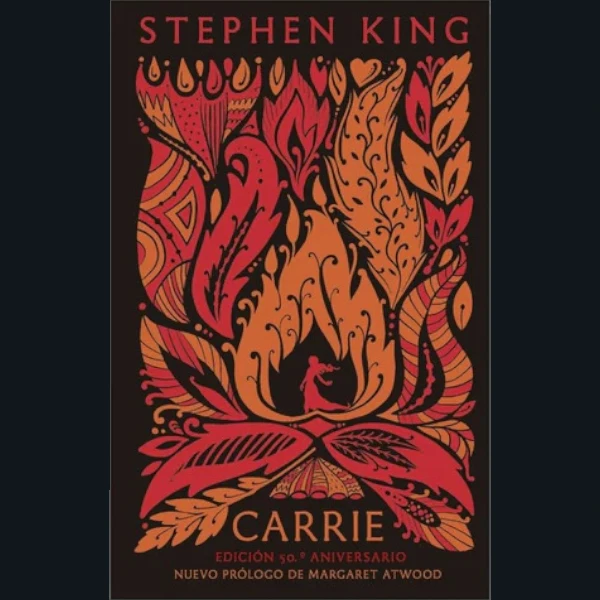 STEPHEN KING
CARRIE
EDICIÓN 50.º ANIVERSARIO
NUEVO PRÓLOGO DE MARGARET ATWOOD